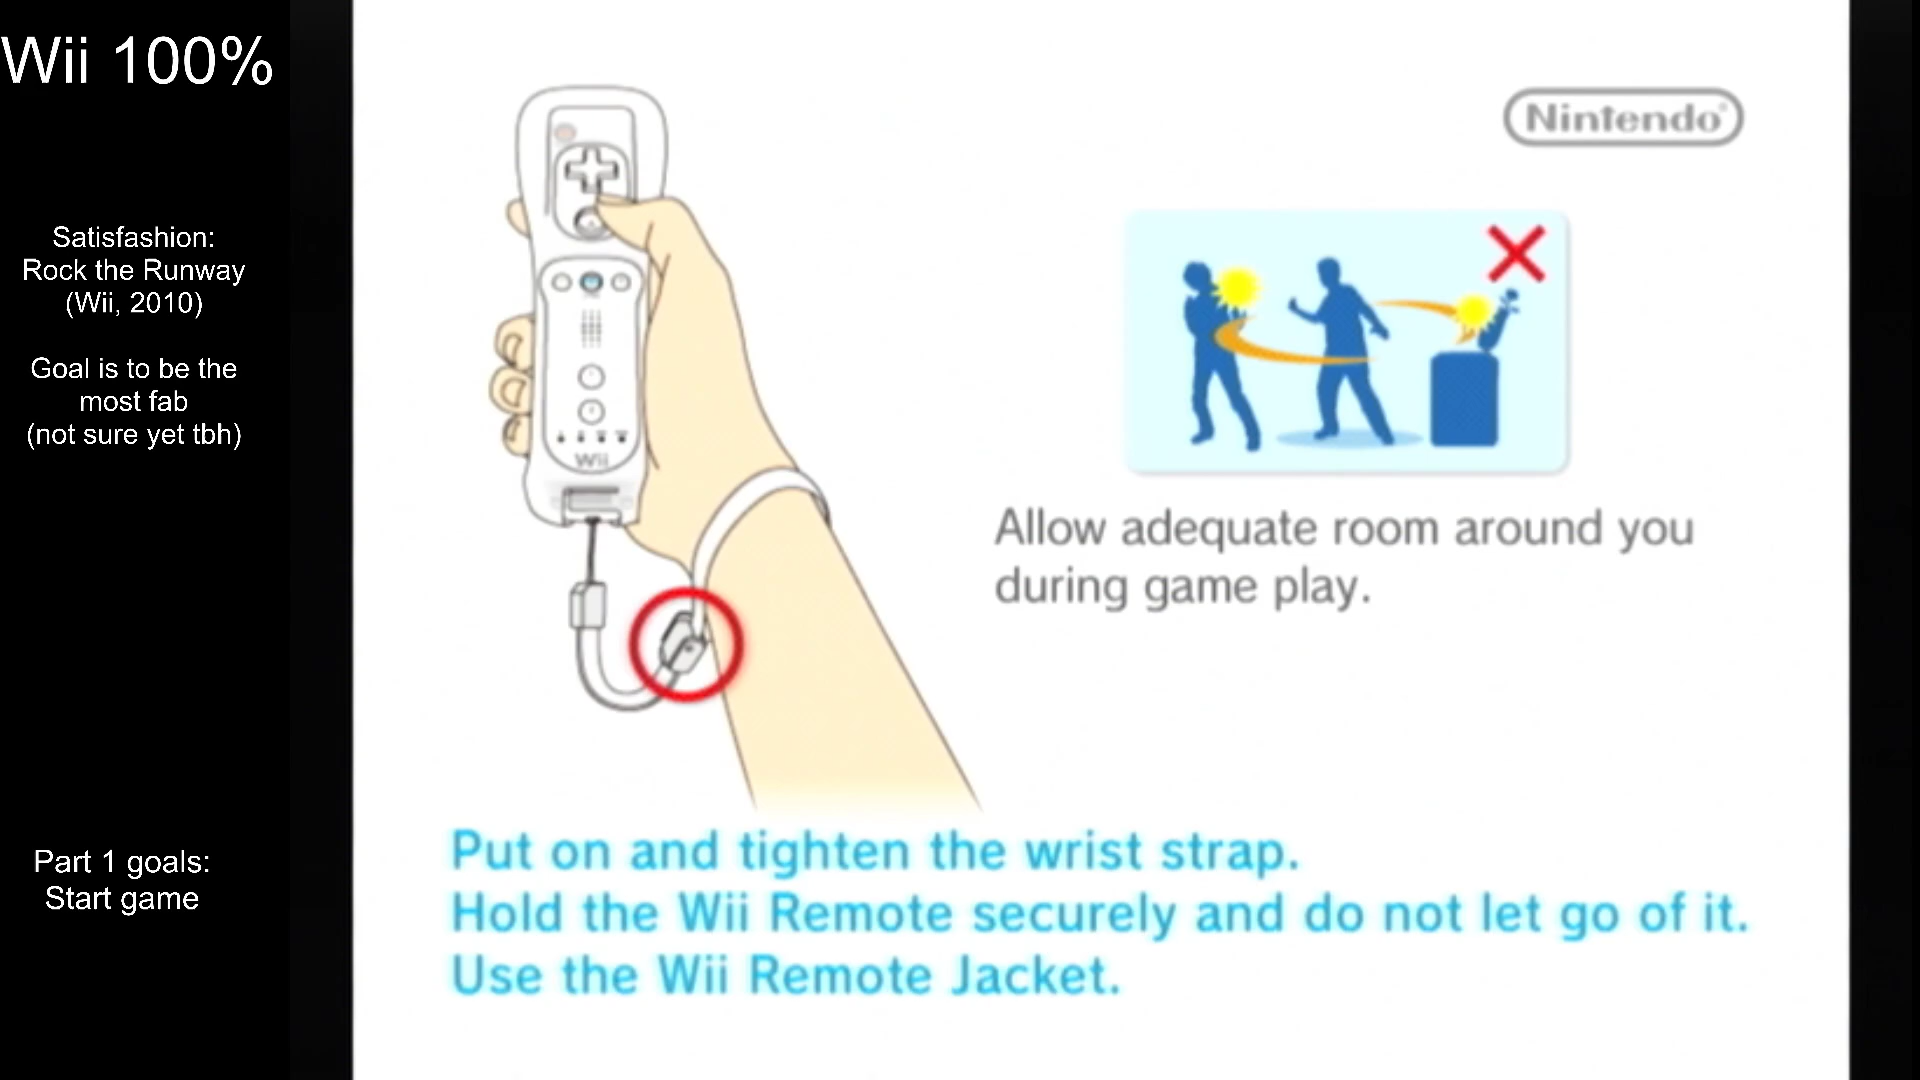 Wii 100%
Satisfashion:
Rock the Runway
(Wii, 2010)
Goal is to be the
most fab
(not sure yet tbh)
Part 1 goals:
Start game
Nintendo®
Wii
Allow adequate room around you
during game play.
Put on and tighten the wrist strap.
Hold the Wii Remote securely and do not let go of it.
Use the Wii Remote Jacket.